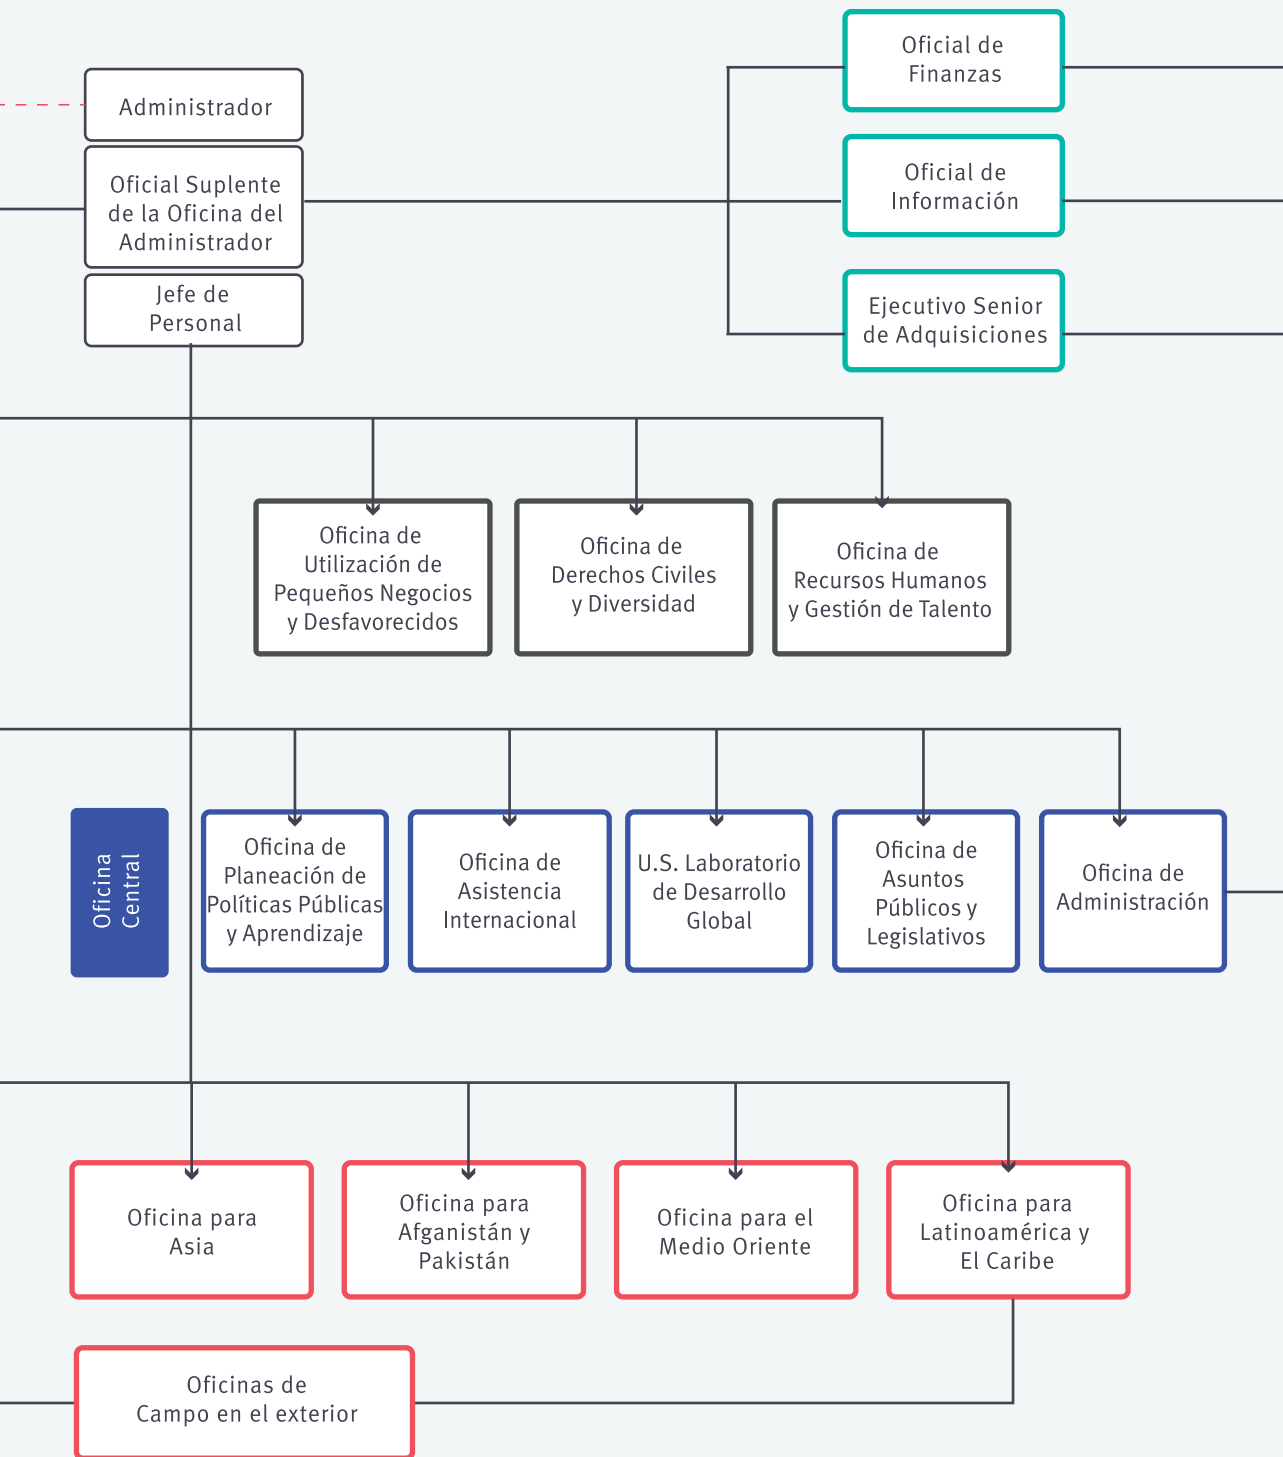 Administrador
Oficial Suplente
de la Oficina del
Administrador
Jefe de
Personal
Oficial de
Finanzas
Oficial de
Información
Ejecutivo Senior
de Adquisiciones
Oficina de
Utilización de
Pequeños Negocios
y Desfavorecidos
Oficina de
Derechos Civiles
y Diversidad
Oficina de
Recursos Humanos
y Gestión de Talento
Oficina
Central
Oficina de
Planeación de
Políticas Públicas
y Aprendizaje
Oficina de
Asistencia
Internacional
U.S. Laboratorio
de Desarrollo
Global
Oficina de
Asuntos
Públicos y
Legislativos
Oficina de
Administración
Oficina para
Asia
Oficina para
Afganistán y
Pakistán
Oficina para el
Medio Oriente
Oficina para
Latinoamérica y
El Caribe
Oficinas de
Campo en el exterior